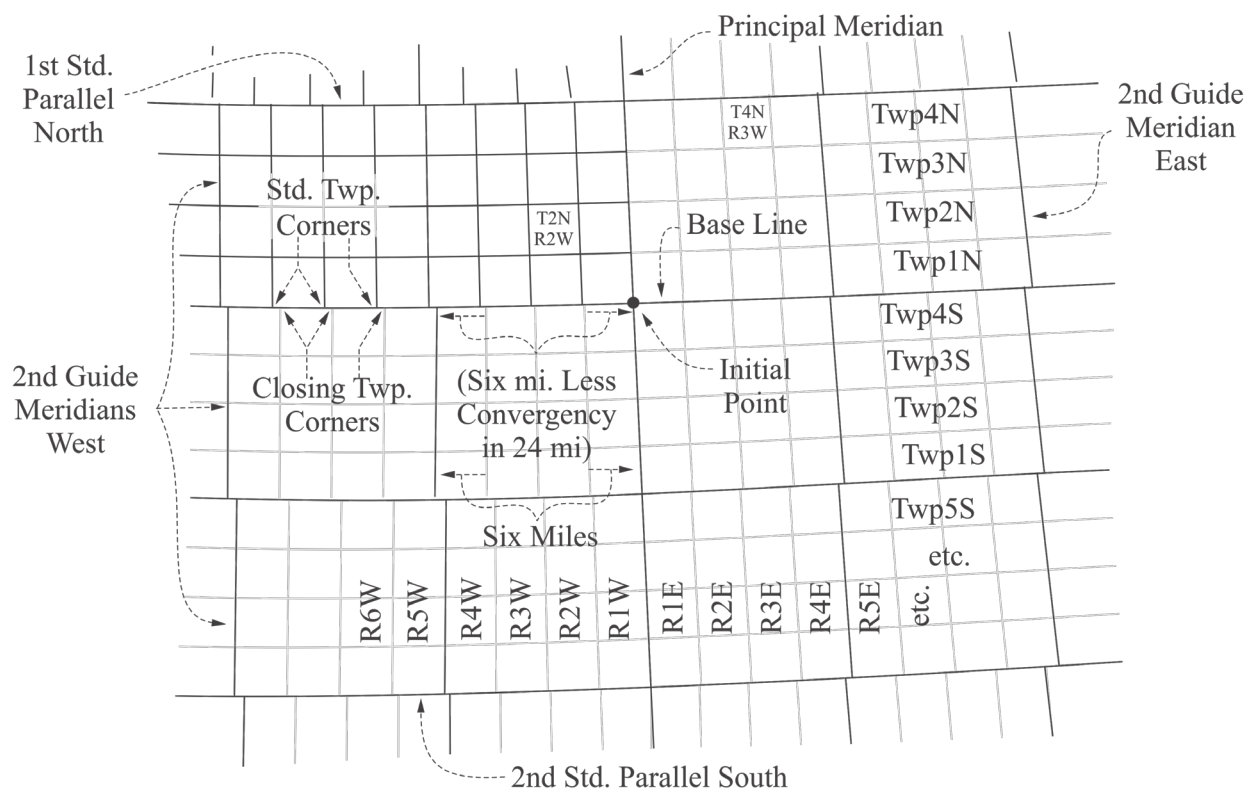 Principal Meridian
1st Std.
Parallel
North
2nd Guide
Meridian
East
T4N
R3W
Twp4N
Twp3N
Twp2N
Twp1N
Std. Twp.
Corners
T2N
R2W
Base Line
Twp4S
Twp3S
Twp2S
Twp1S
Initial
Point
2nd Guide
Meridians
West
Closing Twp.
Corners
(Six mi. Less
Convergency
in 24 mi)
Six Miles
Twp5S
etc.
R6W
R5W
R4W
R3W
R2W
R1W
R1E
R2E
R3E
R4E
R5E
etc.
2nd Std. Parallel South